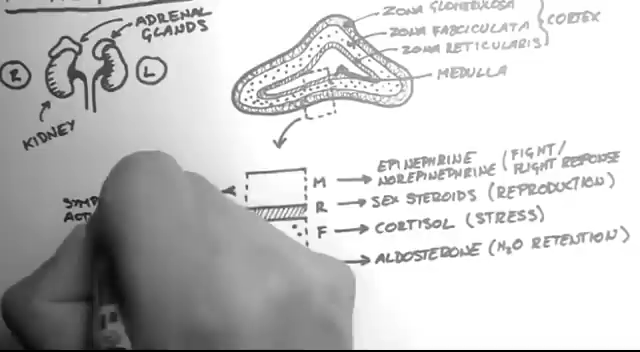 ADRENAL
GLANDS
R
L
KIDNEY
ZONA GLOMERULOSA
ZONA FASCICULATA
ZONA RETICULARIS
CORTEX
MEDULLA
M → EPINEPHRINE
NOREPINEPHRINE (FIGHT/
FLIGHT RESPONSE
R → SEX STEROIDS (REPRODUCTION)
F → CORTISOL (STRESS)
→ ALDOSTERONE (H₂O RETENTION)